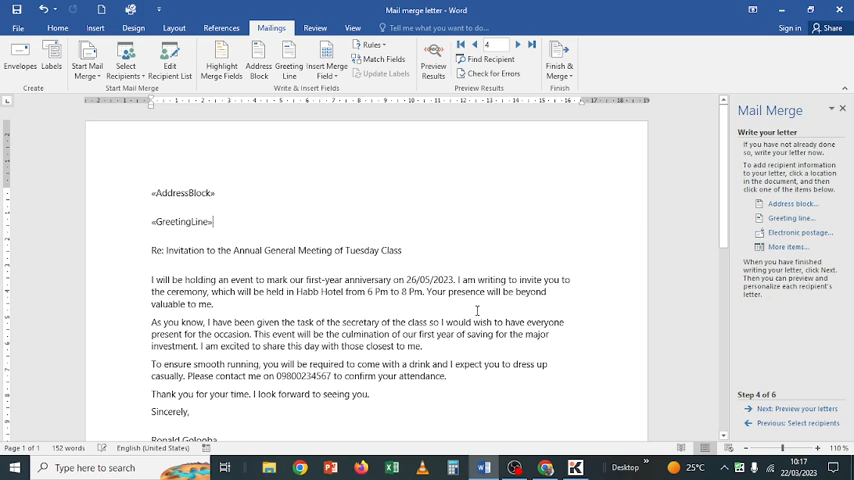 Mail merge letter - Word
File Home Insert Design Layout References Mailings Review View Tell me what you want to do... Sign in Share
Envelopes Labels Start Mail Merge Select Recipients Edit Recipient List Highlight Merge Fields Address Block Greeting Line Insert Merge Field Rules Match Fields Update Labels Preview Results 4 Find Recipient Check for Errors Finish & Merge
Create Start Mail Merge Write & Insert Fields Preview Results Finish
«AddressBlock»
«GreetingLine»
Re: Invitation to the Annual General Meeting of Tuesday Class
I will be holding an event to mark our first-year anniversary on 26/05/2023. I am writing to invite you to
the ceremony, which will be held in Habb Hotel from 6 Pm to 8 Pm. Your presence will be beyond
valuable to me.
As you know, I have been given the task of the secretary of the class so I would wish to have everyone
present for the occasion. This event will be the culmination of our first year of saving for the major
investment. I am excited to share this day with those closest to me.
To ensure smooth running, you will be required to come with a drink and I expect you to dress up
casually. Please contact me on 09800234567 to confirm your attendance.
Thank you for your time. I look forward to seeing you.
Sincerely,
Ronald Golooba
Mail Merge
Write your letter
If you have not already done
so, write your letter now.
To add recipient information
to your letter, click a location
in the document, and then
click one of the items below.
Address block...
Greeting line...
Electronic postage...
More items...
When you have finished
writing your letter, click Next.
Then you can preview and
personalize each recipient's
letter.
Step 4 of 6
Next: Preview your letters
Previous: Select recipients
Page 1 of 1 152 words English (United States) 110 %
Type here to search Desktop 25°C 10:17
22/03/2023